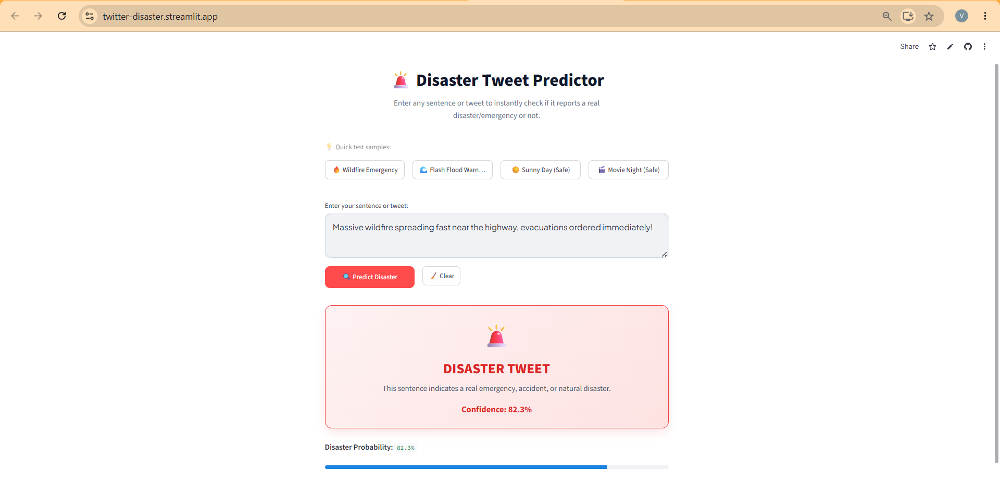 twitter-disaster.streamlit.app
V
Share
Disaster Tweet Predictor
Enter any sentence or tweet to instantly check if it reports a real
disaster/emergency or not.
Quick test samples:
Wildfire Emergency
Flash Flood Warn...
Sunny Day (Safe)
Movie Night (Safe)
Enter your sentence or tweet:
Massive wildfire spreading fast near the highway, evacuations ordered immediately!
Predict Disaster
Clear
DISASTER TWEET
This sentence indicates a real emergency, accident, or natural disaster.
Confidence: 82.3%
Disaster Probability: 82.3%